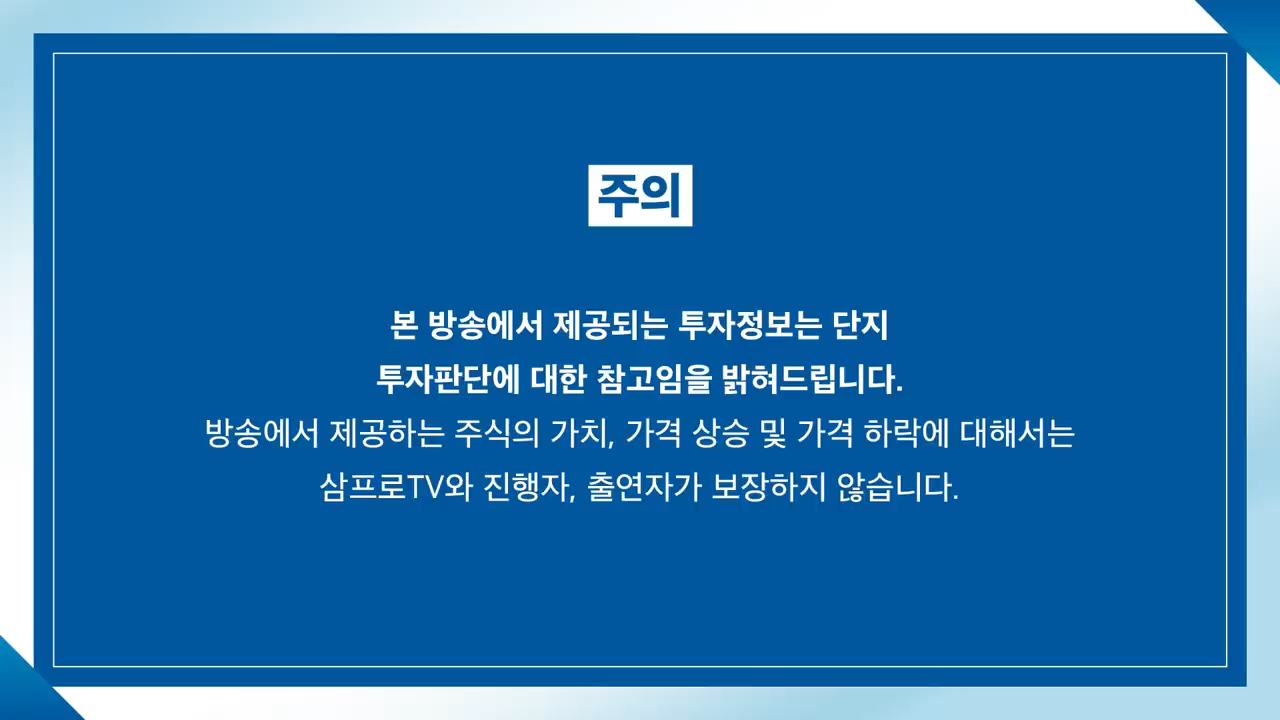 주의
본 방송에서 제공되는 투자정보는 단지
투자판단에 대한 참고임을 밝혀드립니다.
방송에서 제공하는 주식의 가치, 가격 상승 및 가격 하락에 대해서는
삼프로TV와 진행자, 출연자가 보장하지 않습니다.